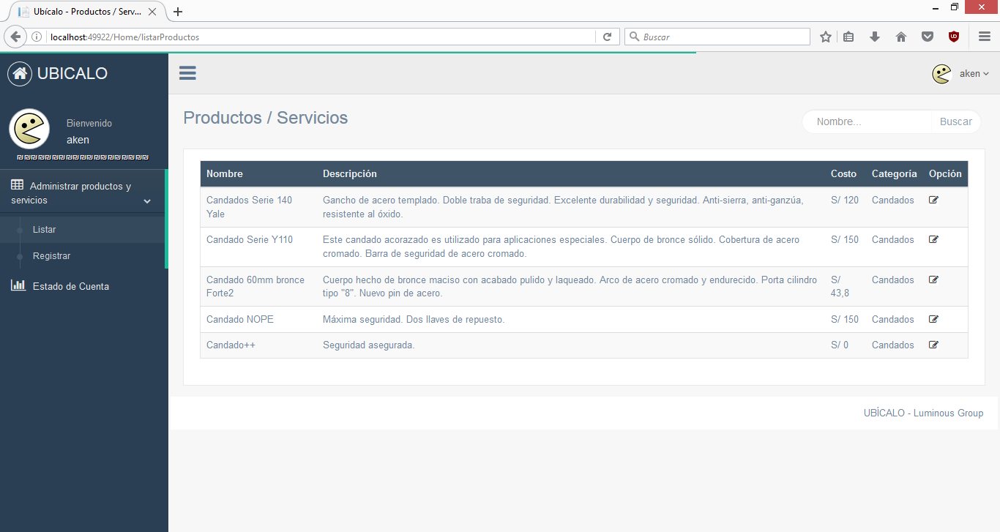 Ubícalo - Productos / Serv...
localhost:49922/Home/listarProductos
Buscar
UBICALO
Bienvenido
aken
₪₪₪₪₪₪₪₪₪₪₪₪₪₪₪₪₪₪₪
Administrar productos y
servicios
Listar
Registrar
Estado de Cuenta
aken
Productos / Servicios
Nombre... Buscar
Nombre Descripción Costo Categoría Opción
Candados Serie 140 Gancho de acero templado. Doble traba de seguridad. Excelente durabilidad y seguridad. Anti-sierra, anti-ganzúa, S/ 120 Candados
Yale resistente al óxido.
Candado Serie Y110 Este candado acorazado es utilizado para aplicaciones especiales. Cuerpo de bronce sólido. Cobertura de acero S/ 150 Candados
cromado. Barra de seguridad de acero cromado.
Candado 60mm bronce Cuerpo hecho de bronce maciso con acabado pulido y laqueado. Arco de acero cromado y endurecido. Porta cilindro S/ Candados
Forte2 tipo "8". Nuevo pin de acero. 43,8
Candado NOPE Máxima seguridad. Dos llaves de repuesto. S/ 150 Candados
Candado++ Seguridad asegurada. S/ 0 Candados
UBÍCALO - Luminous Group